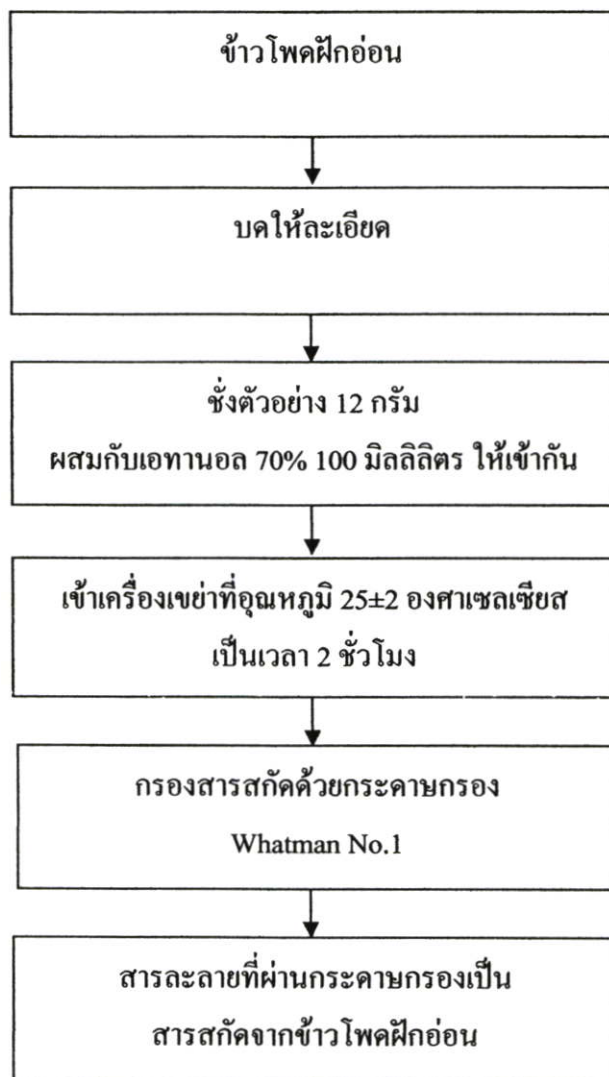 ข้าวโพดฝักอ่อน
บดให้ละเอียด
ชั่งตัวอย่าง 12 กรัม
ผสมกับเอทานอล 70% 100 มิลลิลิตร ให้เข้ากัน
เข้าเครื่องเขย่าที่อุณหภูมิ 25±2 องศาเซลเซียส
เป็นเวลา 2 ชั่วโมง
กรองสารสกัดด้วยกระดาษกรอง
Whatman No.1
สารละลายที่ผ่านกระดาษกรองเป็น
สารสกัดจากข้าวโพดฝักอ่อน